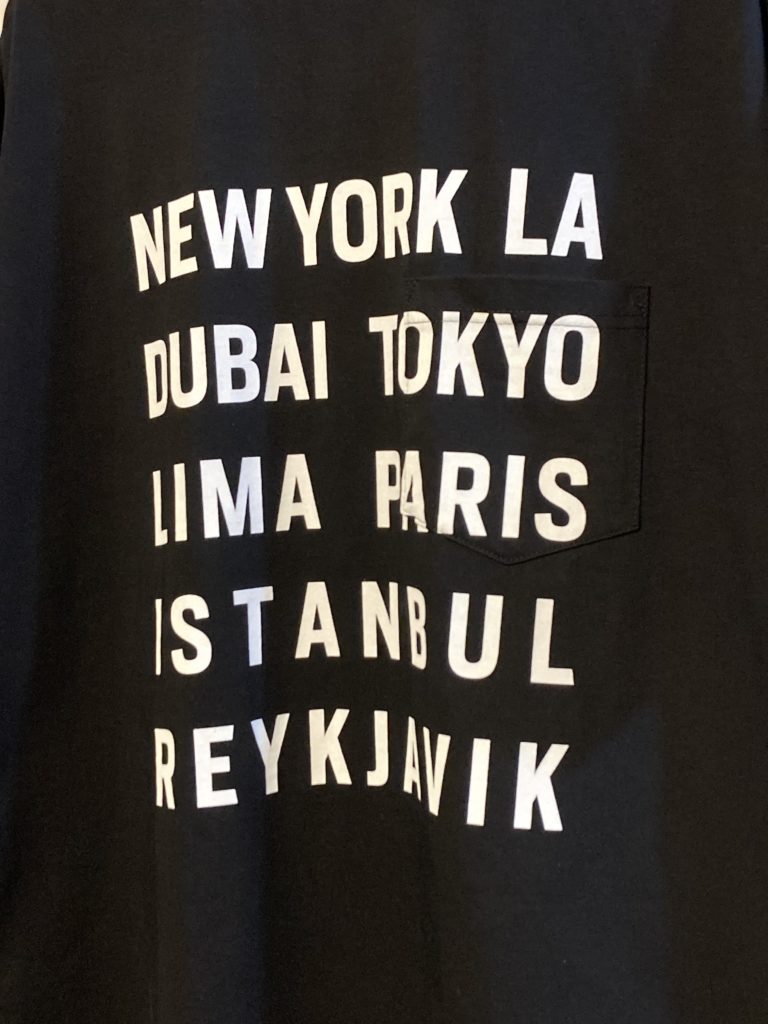 NEW YORK LA
DUBAI TOKYO
LIMA PARIS
ISTANBUL
REYKJAVIK